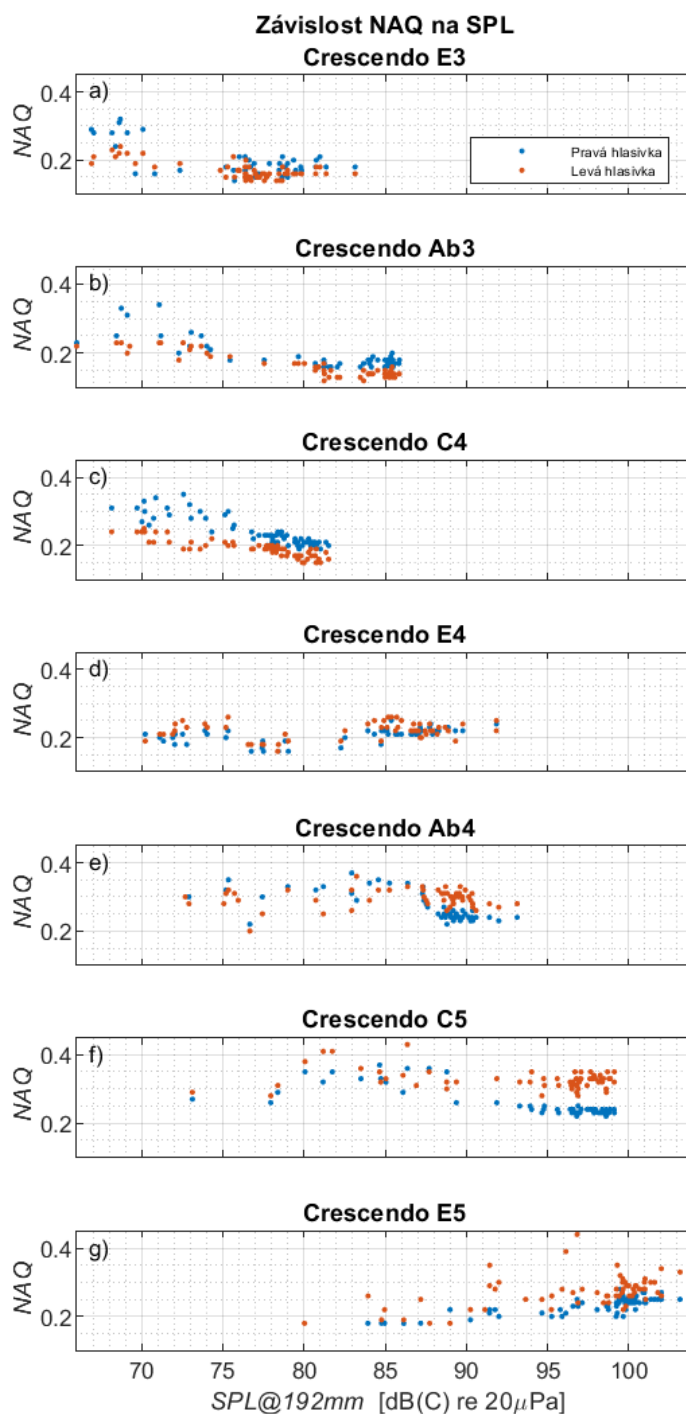 Závislost NAQ na SPL
Crescendo E3
a)
0.4
0.2
NAQ
Pravá hlasivka
Levá hlasivka
Crescendo Ab3
b)
0.4
0.2
NAQ
Crescendo C4
c)
0.4
0.2
NAQ
Crescendo E4
d)
0.4
0.2
NAQ
Crescendo Ab4
e)
0.4
0.2
NAQ
Crescendo C5
f)
0.4
0.2
NAQ
Crescendo E5
g)
0.4
0.2
NAQ
70 75 80 85 90 95 100
SPL@192mm [dB(C) re 20μPa]